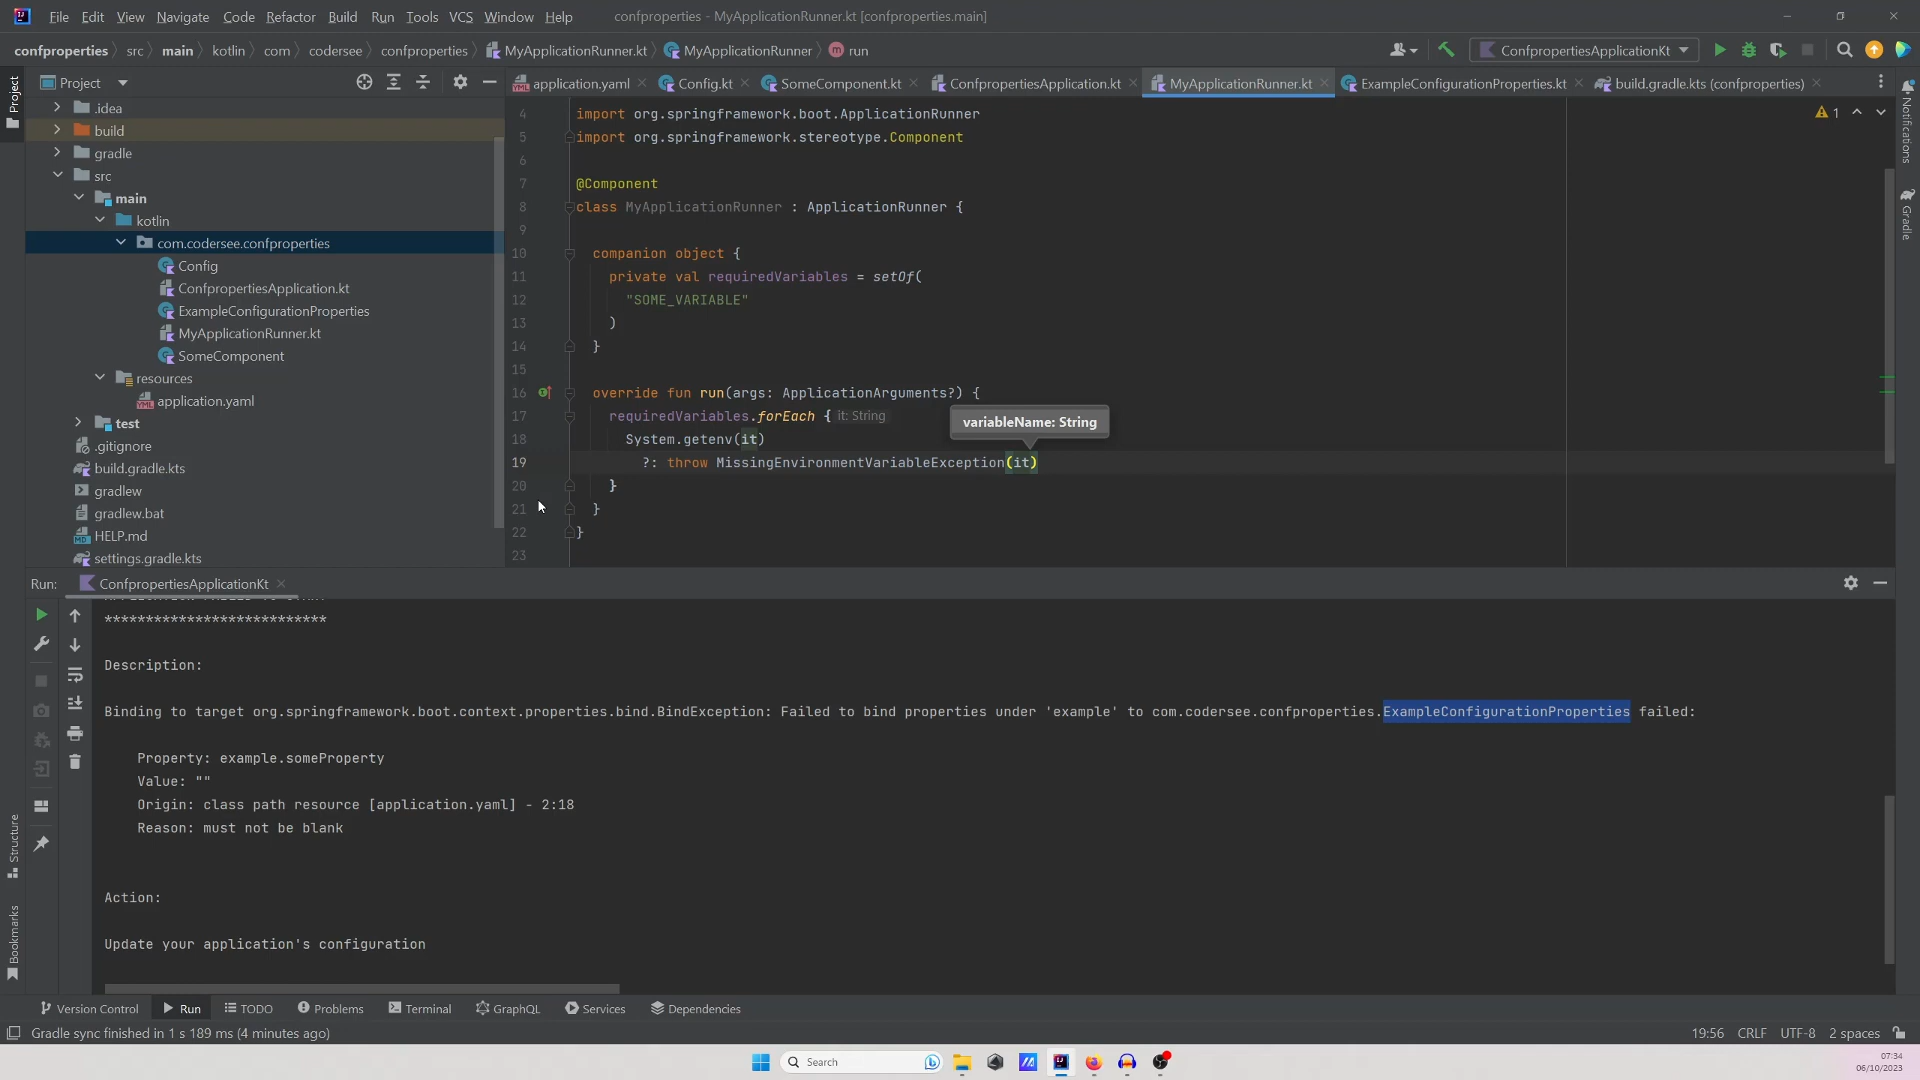 File Edit View Navigate Code Refactor Build Run Tools VCS Window Help confproperties - MyApplicationRunner.kt [confproperties.main]
confproperties src main kotlin com codersee confproperties MyApplicationRunner.kt MyApplicationRunner run ConfpropertiesApplicationKt
Project
Project
application.yaml Config.kt SomeComponent.kt ConfpropertiesApplication.kt MyApplicationRunner.kt ExampleConfigurationProperties.kt build.gradle.kts (confproperties)
Notifications
Gradle
.idea
build
gradle
src
main
kotlin
com.codersee.confproperties
Config
ConfpropertiesApplication.kt
ExampleConfigurationProperties
MyApplicationRunner.kt
SomeComponent
resources
application.yaml
test
.gitignore
build.gradle.kts
gradlew
gradlew.bat
HELP.md
settings.gradle.kts
1
4 import org.springframework.boot.ApplicationRunner
5 import org.springframework.stereotype.Component
6
7 @Component
8 class MyApplicationRunner : ApplicationRunner {
9
10 companion object {
11 private val requiredVariables = setOf(
12 "SOME_VARIABLE"
13 )
14 }
15
16 override fun run(args: ApplicationArguments?) {
17 requiredVariables.forEach { it: String
variableName: String
18 System.getenv(it)
19 ?: throw MissingEnvironmentVariableException(it)
20 }
21 }
22 }
23
Run: ConfpropertiesApplicationKt
***************************
Description:
Binding to target org.springframework.boot.context.properties.bind.BindException: Failed to bind properties under 'example' to com.codersee.confproperties.ExampleConfigurationProperties failed:
Property: example.someProperty
Value: ""
Origin: class path resource [application.yaml] - 2:18
Reason: must not be blank
Action:
Update your application's configuration
Structure
Bookmarks
Version Control Run TODO Problems Terminal GraphQL Services Dependencies
Gradle sync finished in 1 s 189 ms (4 minutes ago) 19:56 CRLF UTF-8 2 spaces
Search
07:34
06/10/2023